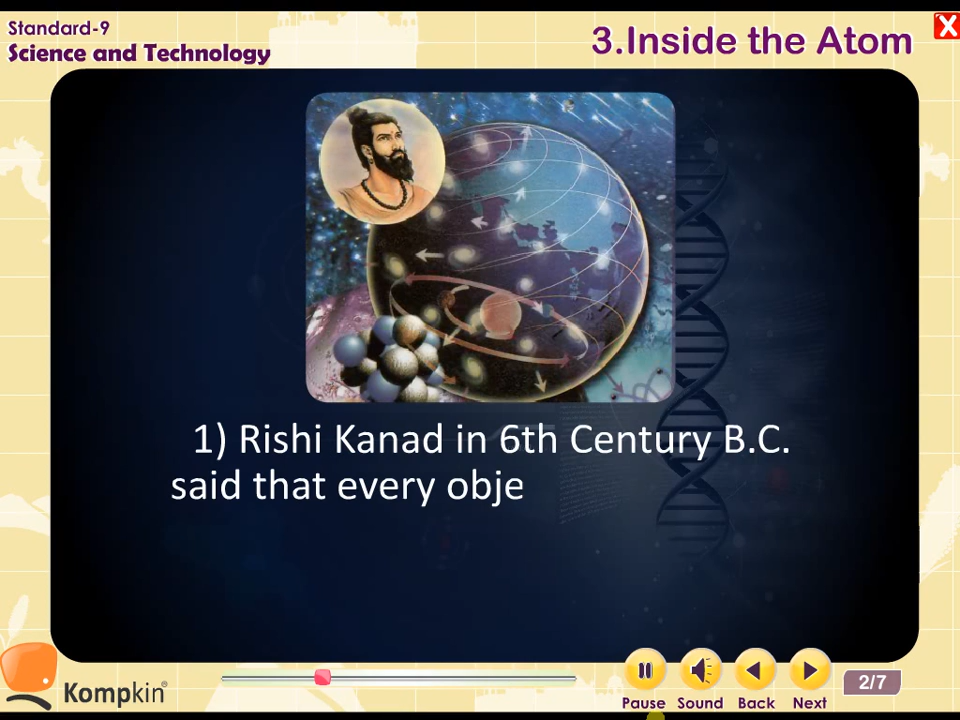 Standard-9
Science and Technology
3.Inside the Atom
X
1) Rishi Kanad in 6th Century B.C.
said that every obje
Kompkin®
Pause Sound Back Next
2/7